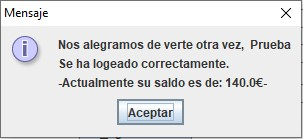 Mensaje
Nos alegramos de verte otra vez, Prueba
Se ha logeado correctamente.
-Actualmente su saldo es de: 140.0€-
Aceptar